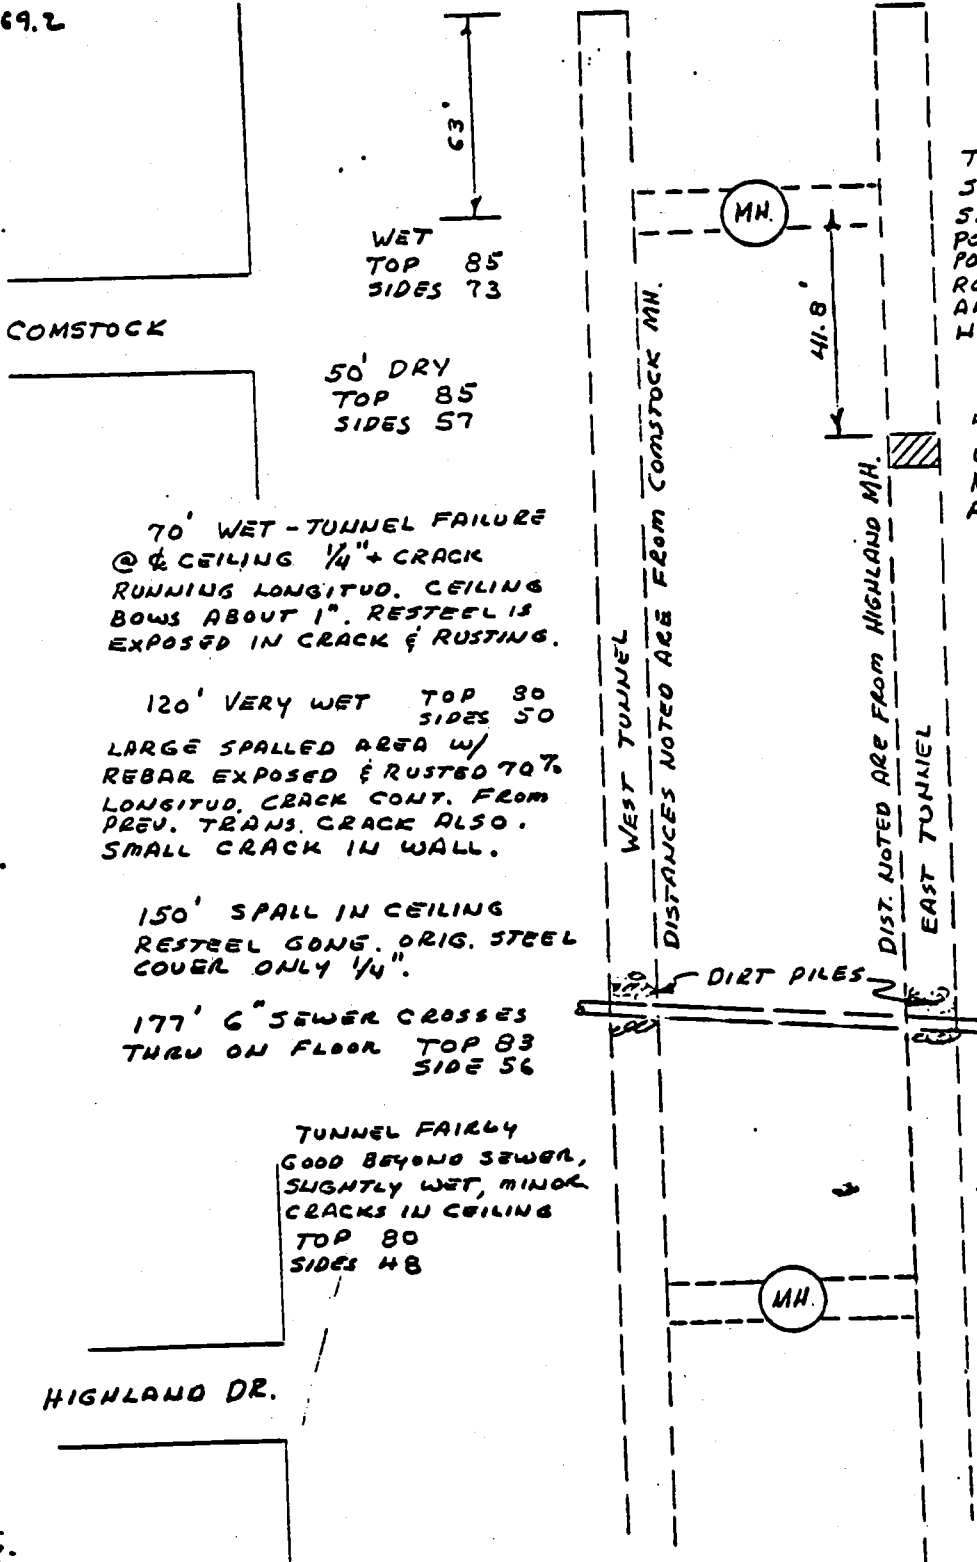 69.2
63'
MH.
WET
TOP 85
SIDES 73
COMSTOCK
41.8'
50' DRY
TOP 85
SIDES 57
70' WET - TUNNEL FAILURE
@ ℄ CEILING 1/4"+ CRACK
RUNNING LONGITUD. CEILING
BOWS ABOUT 1". RESTEEL IS
EXPOSED IN CRACK & RUSTING.
120' VERY WET TOP 80
SIDES 50
LARGE SPALLED AREA W/
REBAR EXPOSED & RUSTED 70%
LONGITUD. CRACK CONT. FROM
PREV. TRANS. CRACK ALSO.
SMALL CRACK IN WALL.
150' SPALL IN CEILING
RESTEEL GONE. ORIG. STEEL
COVER ONLY 1/4".
177' 6" SEWER CROSSES
THRU ON FLOOR TOP 83
SIDE 56
TUNNEL FAIRLY
GOOD BEYOND SEWER,
SLIGHTLY WET, MINOR
CRACKS IN CEILING
TOP 80
SIDES 48
HIGHLAND DR.
WEST TUNNEL
DISTANCES NOTED ARE FROM COMSTOCK MH.
DIST. NOTED ARE FROM HIGHLAND MH.
EAST TUNNEL
DIRT PILES
MH.